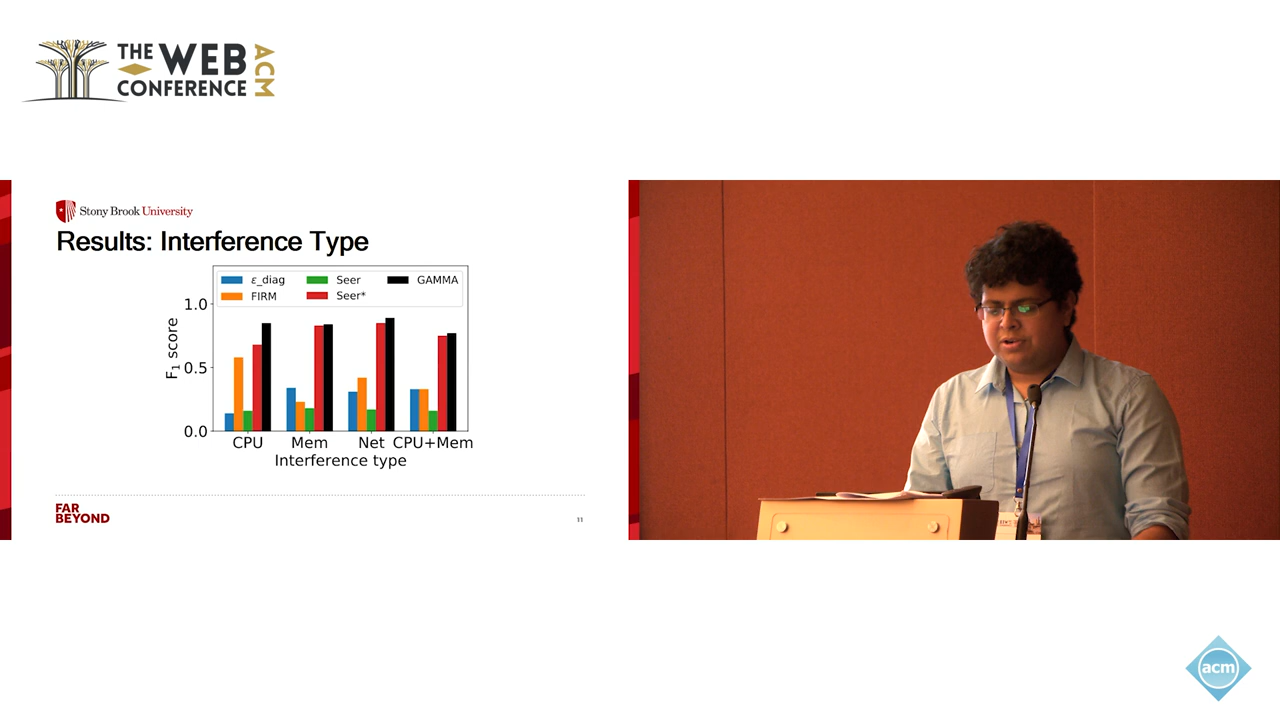 THE WEB
CONFERENCE
ACM
Stony Brook University
Results: Interference Type
ε_diag
FIRM
Seer
Seer*
GAMMA
1.0
0.5
0.0
F1 score
CPU Mem Net CPU+Mem
Interference type
FAR
BEYOND
11
acm